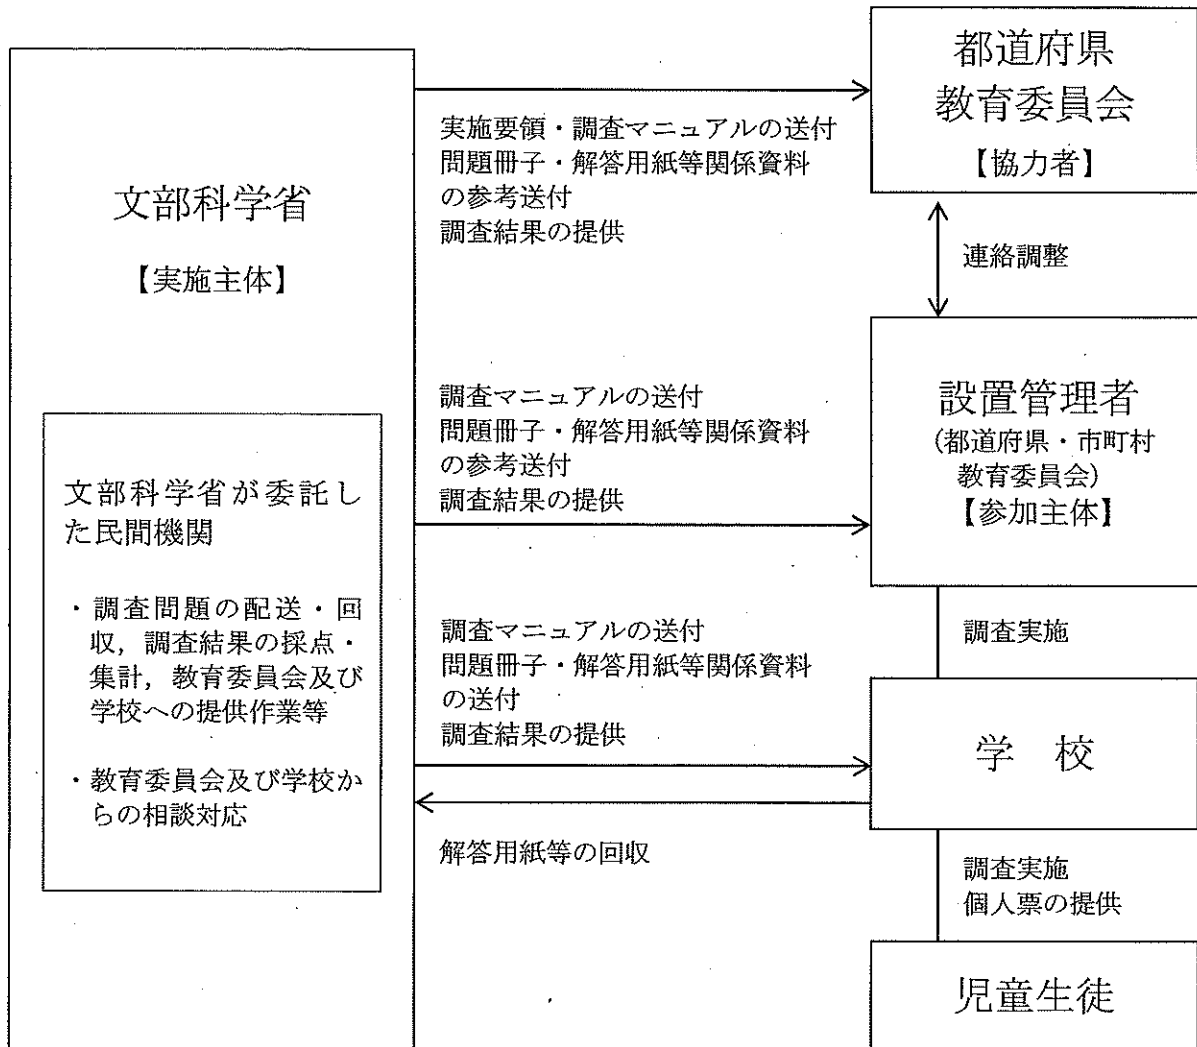 文部科学省
【実施主体】
文部科学省が委託し
た民間機関
・調査問題の配送・回
収，調査結果の採点・
集計，教育委員会及び
学校への提供作業等
・教育委員会及び学校か
らの相談対応
実施要領・調査マニュアルの送付
問題冊子・解答用紙等関係資料
の参考送付
調査結果の提供
都道府県
教育委員会
【協力者】
連絡調整
調査マニュアルの送付
問題冊子・解答用紙等関係資料
の参考送付
調査結果の提供
設置管理者
(都道府県・市町村
教育委員会)
【参加主体】
調査実施
調査マニュアルの送付
問題冊子・解答用紙等関係資料
の送付
調査結果の提供
学　校
解答用紙等の回収
調査実施
個人票の提供
児童生徒